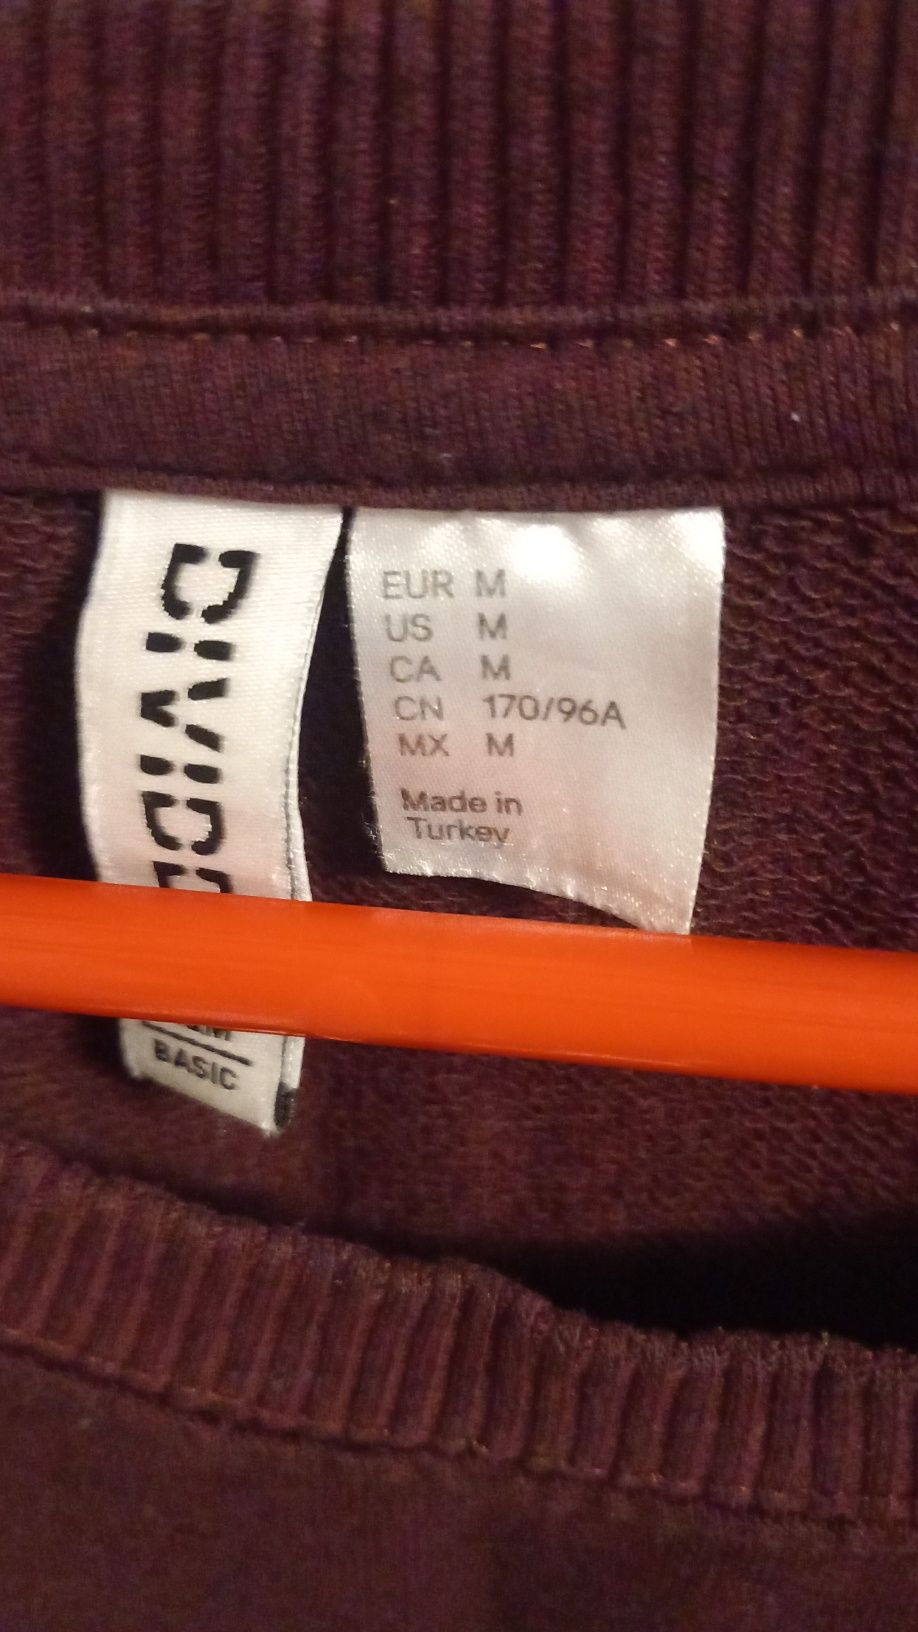 EUR M
US M
CA M
CN 170/96A
MX M
Made in
Turkey
BASIC